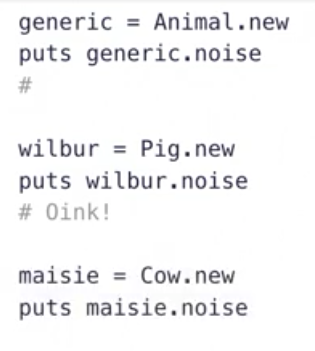 generic = Animal.new
puts generic.noise
#
wilbur = Pig.new
puts wilbur.noise
# Oink!
maisie = Cow.new
puts maisie.noise